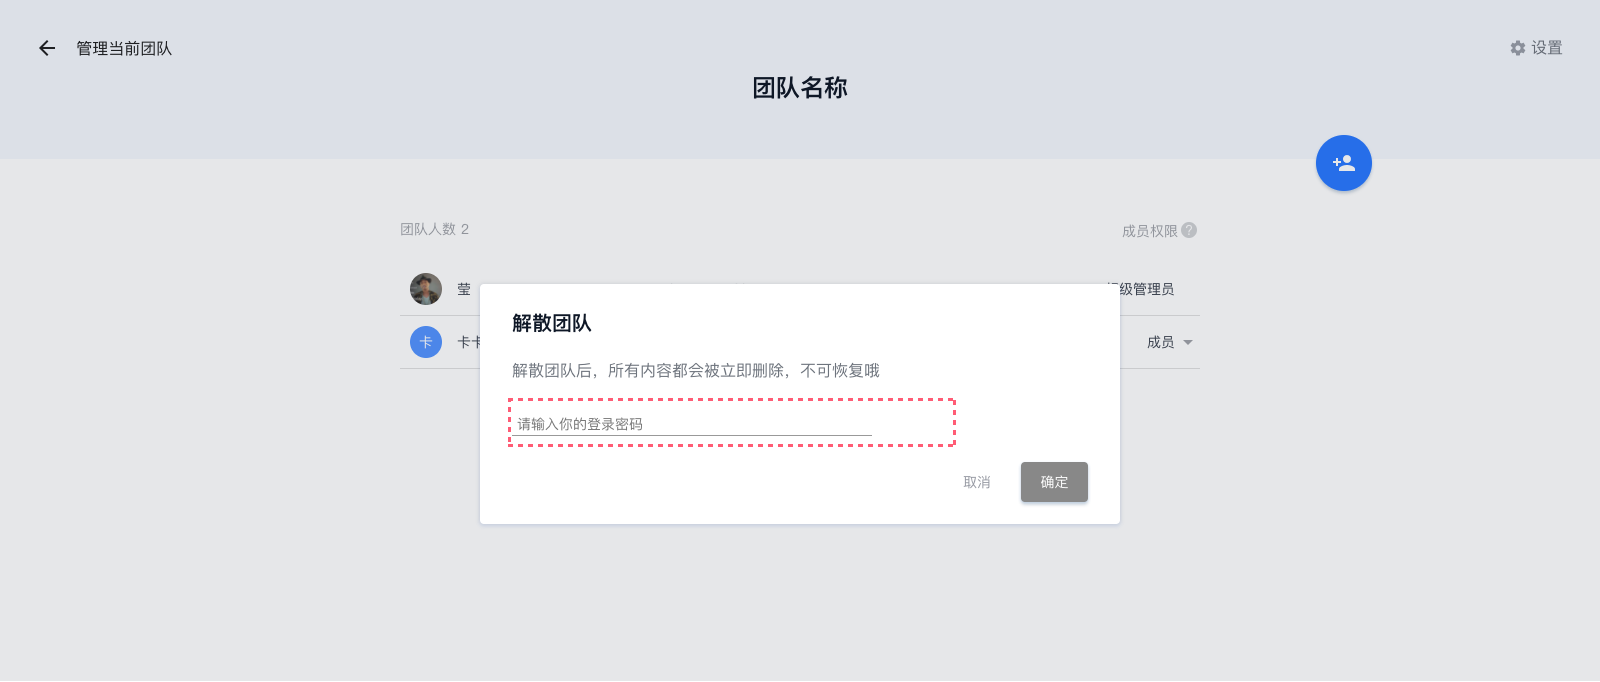 管理当前团队
设置
团队名称
团队人数 2
成员权限 ?
莹
级管理员
卡
卡卡
成员
解散团队
解散团队后，所有内容都会被立即删除，不可恢复哦
请输入你的登录密码
取消
确定